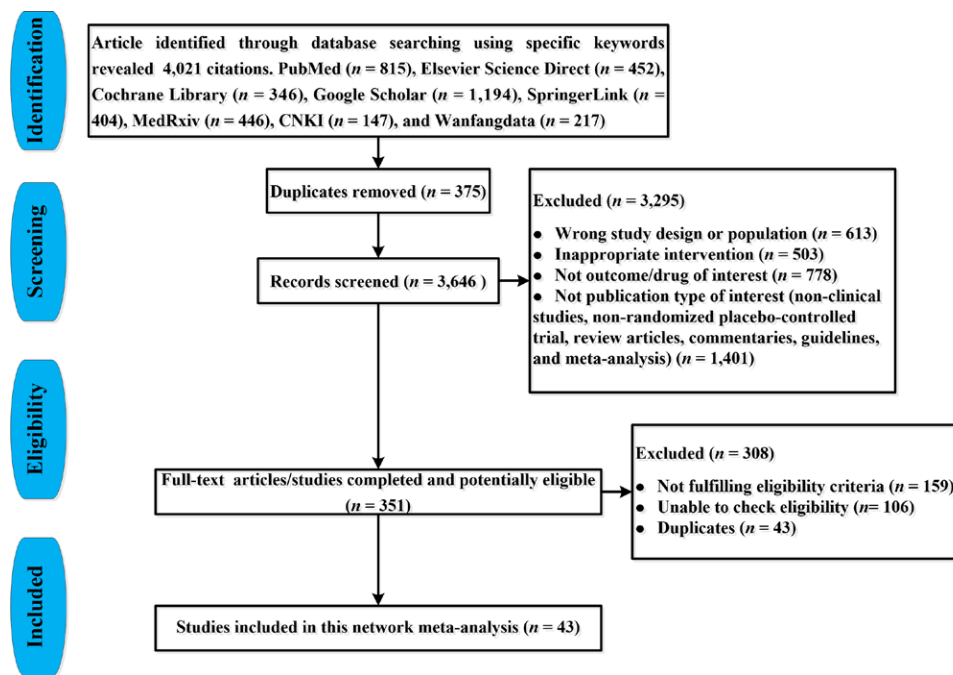 Identification
Article identified through database searching using specific keywords
revealed 4,021 citations. PubMed (n = 815), Elsevier Science Direct (n = 452),
Cochrane Library (n = 346), Google Scholar (n = 1,194), SpringerLink (n =
404), MedRxiv (n = 446), CNKI (n = 147), and Wanfangdata (n = 217)
Screening
Duplicates removed (n = 375)
Records screened (n = 3,646 )
Excluded (n = 3,295)
● Wrong study design or population (n = 613)
● Inappropriate intervention (n = 503)
● Not outcome/drug of interest (n = 778)
● Not publication type of interest (non-clinical
studies, non-randomized placebo-controlled
trial, review articles, commentaries, guidelines,
and meta-analysis) (n = 1,401)
Eligibility
Full-text articles/studies completed and potentially eligible
(n = 351)
Excluded (n = 308)
● Not fulfilling eligibility criteria (n = 159)
● Unable to check eligibility (n= 106)
● Duplicates (n = 43)
Included
Studies included in this network meta-analysis (n = 43)